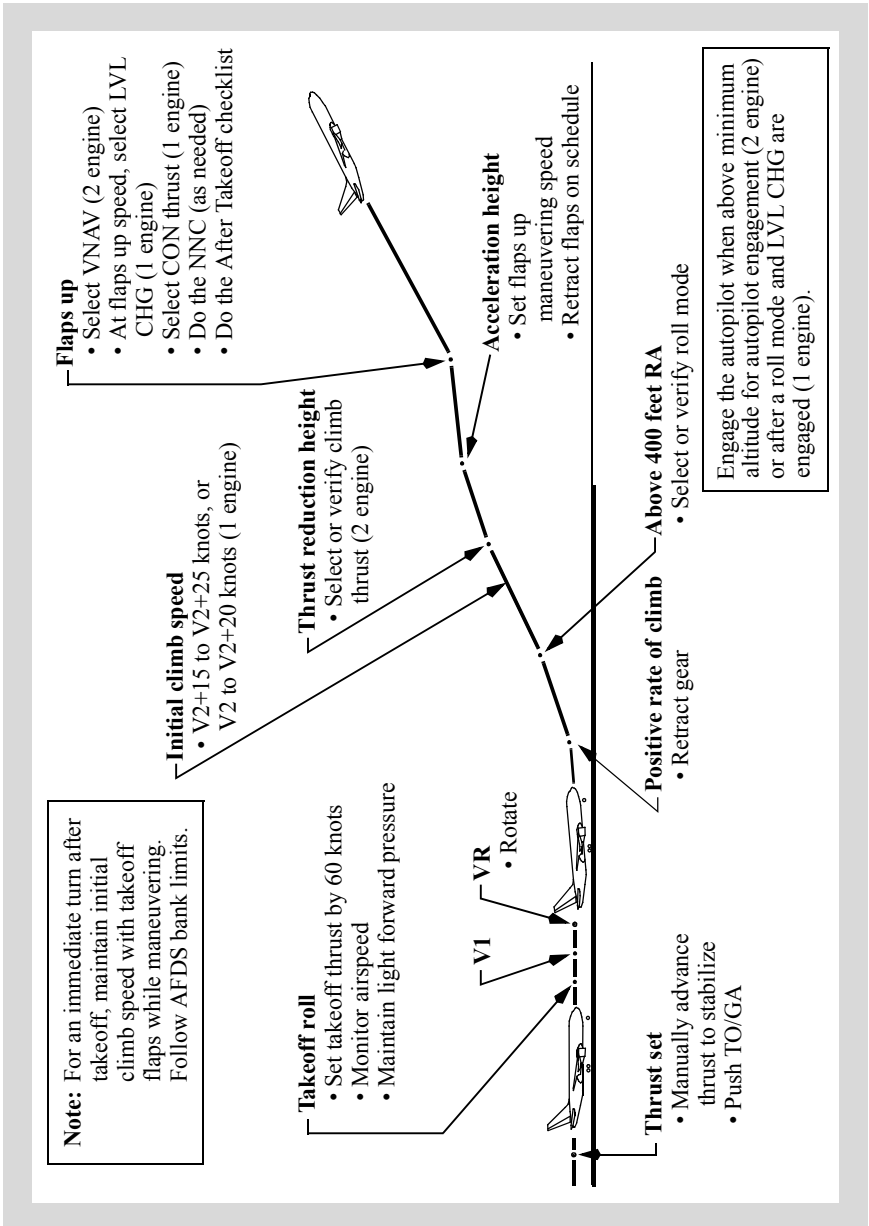 Note: For an immediate turn after
takeoff, maintain initial
climb speed with takeoff
flaps while maneuvering.
Follow AFDS bank limits.
Flaps up
• Select VNAV (2 engine)
• At flaps up speed, select LVL
CHG (1 engine)
• Select CON thrust (1 engine)
• Do the NNC (as needed)
• Do the After Takeoff checklist
Initial climb speed
• V2+15 to V2+25 knots, or
V2 to V2+20 knots (1 engine)
Takeoff roll
• Set takeoff thrust by 60 knots
• Monitor airspeed
• Maintain light forward pressure
Thrust reduction height
• Select or verify climb
thrust (2 engine)
V1
VR
• Rotate
Acceleration height
• Set flaps up
maneuvering speed
• Retract flaps on schedule
Thrust set
• Manually advance
thrust to stabilize
• Push TO/GA
Positive rate of climb
• Retract gear
Above 400 feet RA
• Select or verify roll mode
Engage the autopilot when above minimum
altitude for autopilot engagement (2 engine)
or after a roll mode and LVL CHG are
engaged (1 engine).